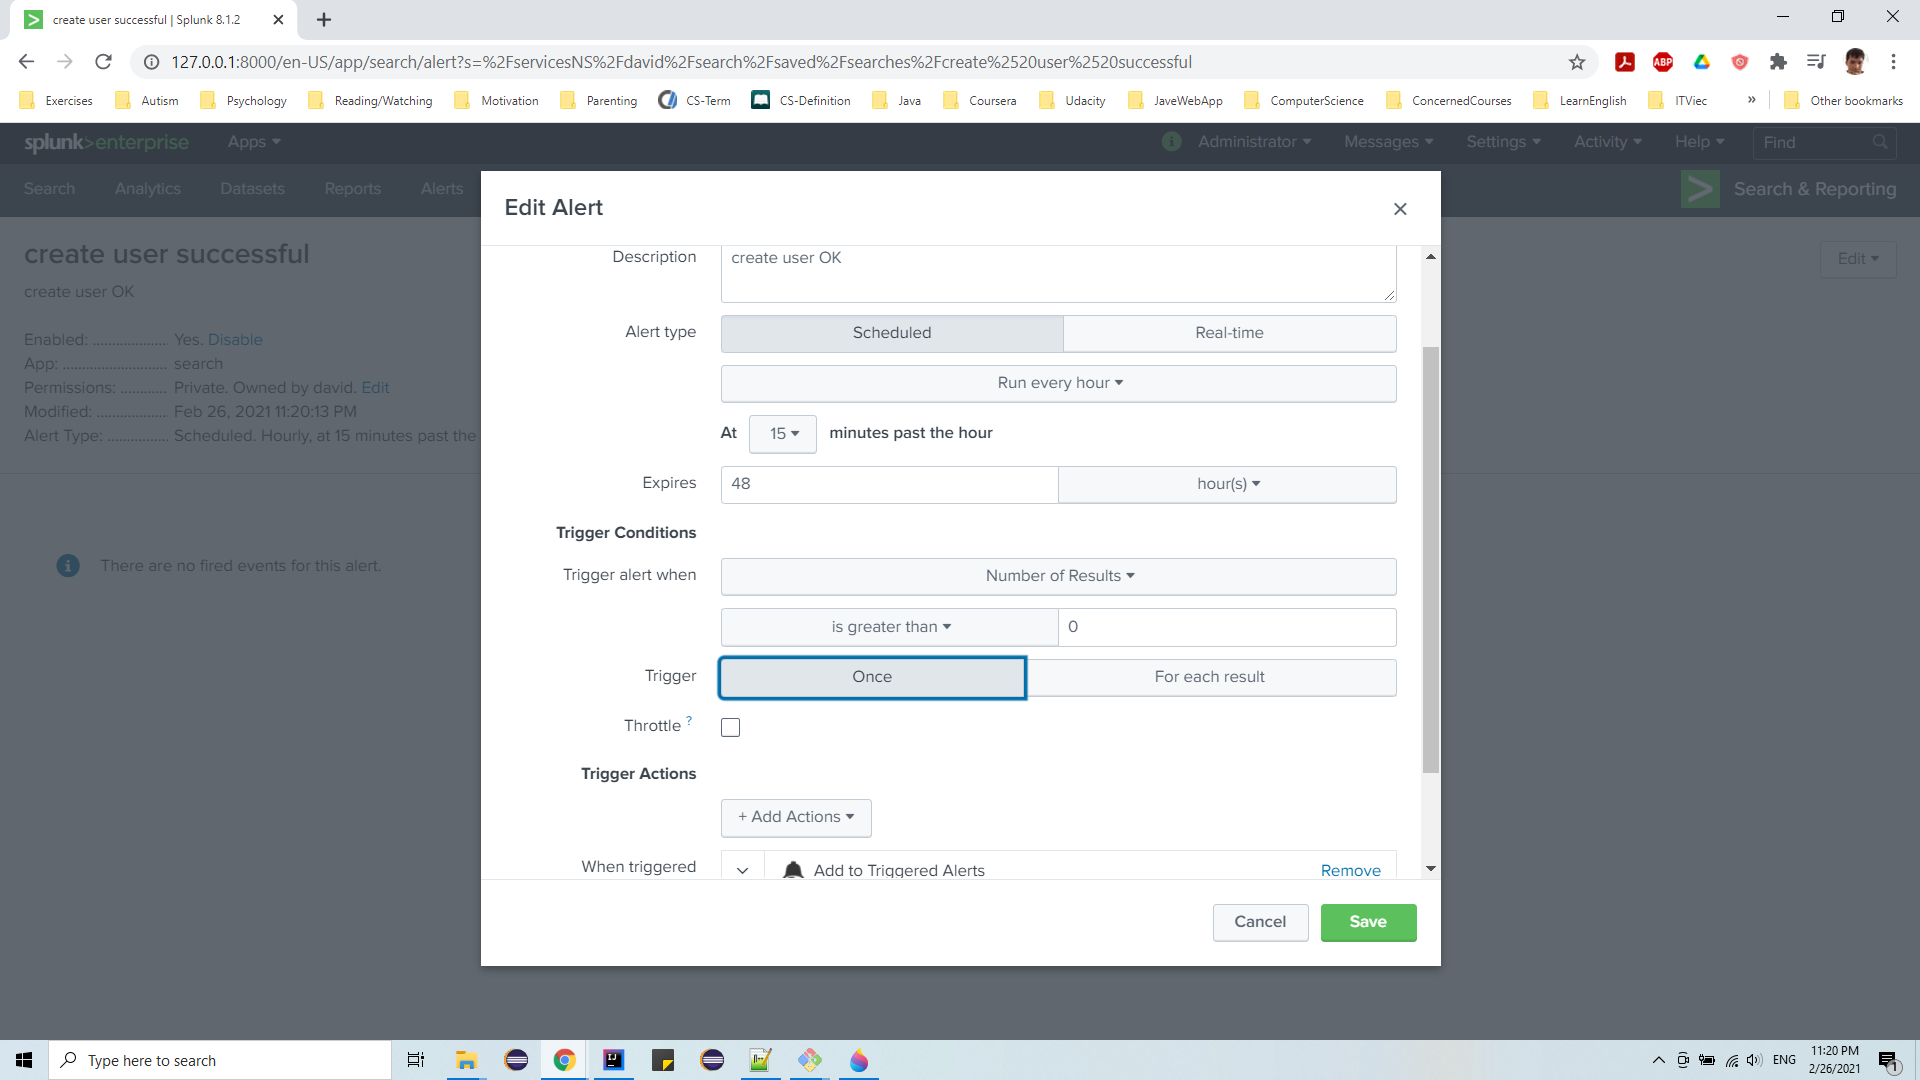 create user successful | Splunk 8.1.2
127.0.0.1:8000/en-US/app/search/alert?s=%2FservicesNS%2Fdavid%2Fsearch%2Fsaved%2Fsearches%2Fcreate%2520user%2520successful
ABP
Exercises Autism Psychology Reading/Watching Motivation Parenting CS-Term CS-Definition Java Coursera Udacity JaveWebApp ComputerScience ConcernedCourses LearnEnglish ITViec » Other bookmarks
splunk>enterprise Apps Administrator Messages Settings Activity Help Find
Search Analytics Datasets Reports Alerts Search & Reporting
Edit Alert
create user successful
Edit
create user OK
Enabled: .................... Yes. Disable
App: ........................... search
Permissions: ............ Private. Owned by david. Edit
Modified: ................... Feb 26, 2021 11:20:13 PM
Alert Type: ................ Scheduled. Hourly, at 15 minutes past the
There are no fired events for this alert.
Description create user OK
Alert type Scheduled Real-time
Run every hour
At 15 minutes past the hour
Expires 48 hour(s)
Trigger Conditions
Trigger alert when Number of Results
is greater than 0
Trigger Once For each result
Throttle ?
Trigger Actions
+ Add Actions
When triggered Add to Triggered Alerts Remove
Cancel Save
Type here to search
IJ
ENG
11:20 PM
2/26/2021
1